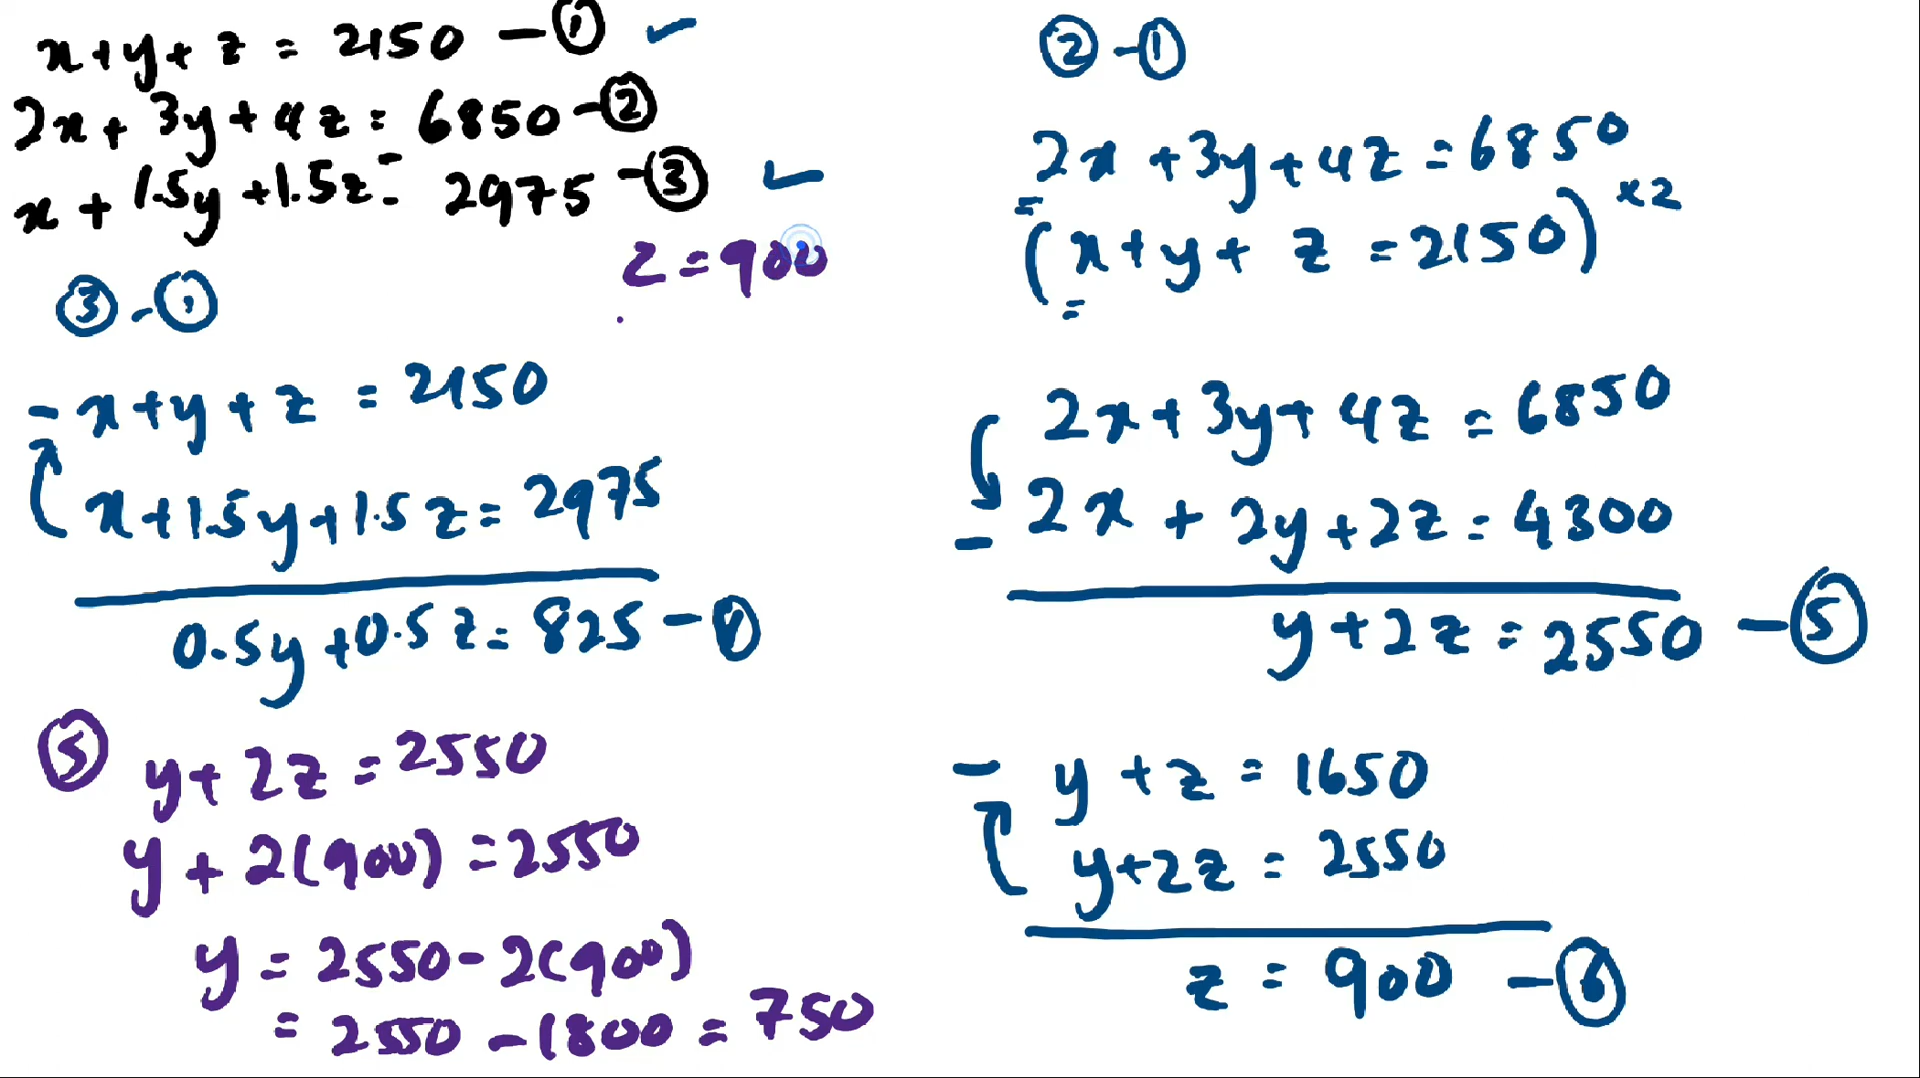 x+y+z = 2150 — ①
2x+ 3y+4z = 6850 — ②
x + 1.5y +1.5z = 2975 — ③
z = 900
③ - ①
- x+y+z = 2150
x+1.5y+1.5z = 2975
0.5y+0.5z = 825 — ④
⑤ y+ 2z = 2550
y + 2(900) = 2550
y = 2550 - 2(900)
= 2550 - 1800 = 750
② - ①
2x +3y+4z = 6850
(x+y+ z = 2150) ×2
2x+3y+ 4z = 6850
- 2x + 2y+2z = 4300
y+2z = 2550 — ⑤
- y +z = 1650
y+2z = 2550
z = 900 — ⑥